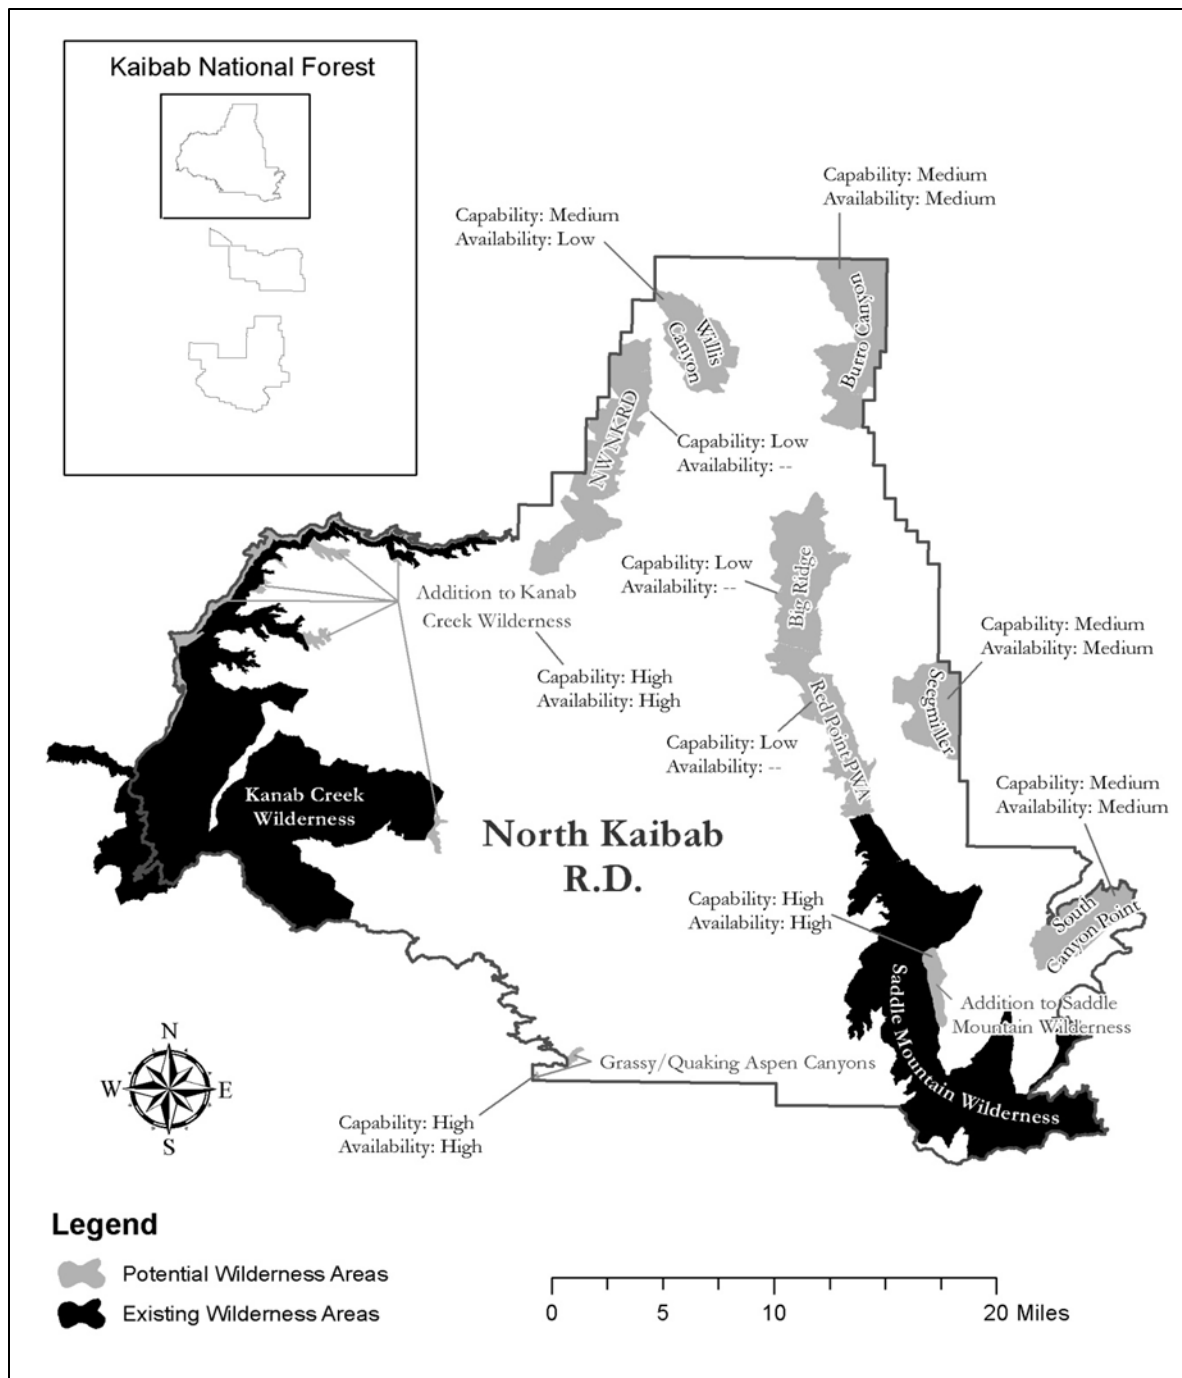 Kaibab National Forest
Capability: Medium
Availability: Medium
Capability: Medium
Availability: Low
Willis
Canyon
Burro Canyon
NW NKRD
Capability: Low
Availability: --
Capability: Low
Availability: --
Big Ridge
Addition to Kanab
Creek Wilderness
Capability: High
Availability: High
Capability: Medium
Availability: Medium
Seegmiller
Red Point PWA
Capability: Low
Availability: --
Kanab Creek
Wilderness
North Kaibab
R.D.
Capability: Medium
Availability: Medium
South
Canyon Point
Capability: High
Availability: High
Saddle Mountain Wilderness
Addition to Saddle
Mountain Wilderness
Grassy/Quaking Aspen Canyons
Capability: High
Availability: High
N
W E
S
Legend
Potential Wilderness Areas
Existing Wilderness Areas
0 5 10 20 Miles